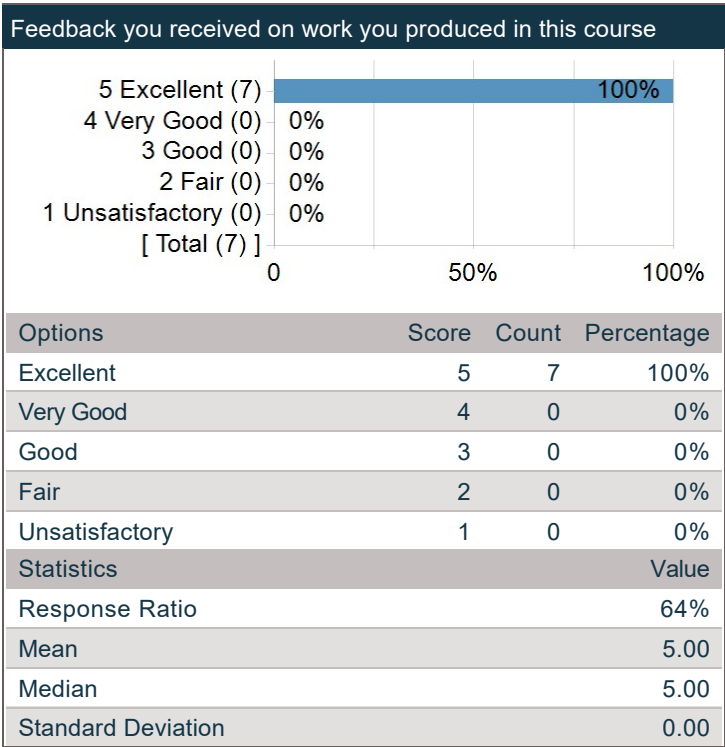 Feedback you received on work you produced in this course
5 Excellent (7) 100%
4 Very Good (0) 0%
3 Good (0) 0%
2 Fair (0) 0%
1 Unsatisfactory (0) 0%
[ Total (7) ]
0 50% 100%
Options Score Count Percentage
Excellent 5 7 100%
Very Good 4 0 0%
Good 3 0 0%
Fair 2 0 0%
Unsatisfactory 1 0 0%
Statistics Value
Response Ratio 64%
Mean 5.00
Median 5.00
Standard Deviation 0.00